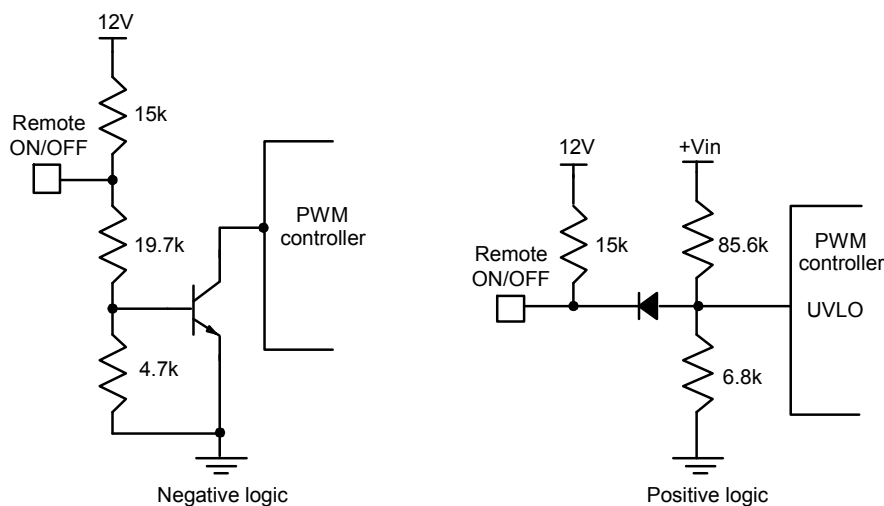 12V
15k
Remote
ON/OFF
19.7k
4.7k
PWM
controller
Negative logic
12V
+Vin
15k
85.6k
Remote
ON/OFF
PWM
controller
UVLO
6.8k
Positive logic